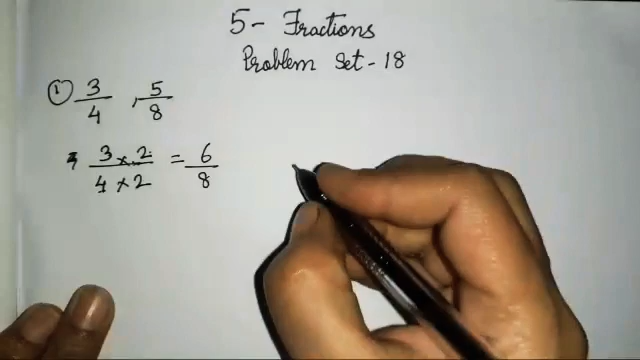 5- Fractions
Problem Set - 18
① 3/4 , 5/8
3 × 2 / 4 × 2 = 6/8